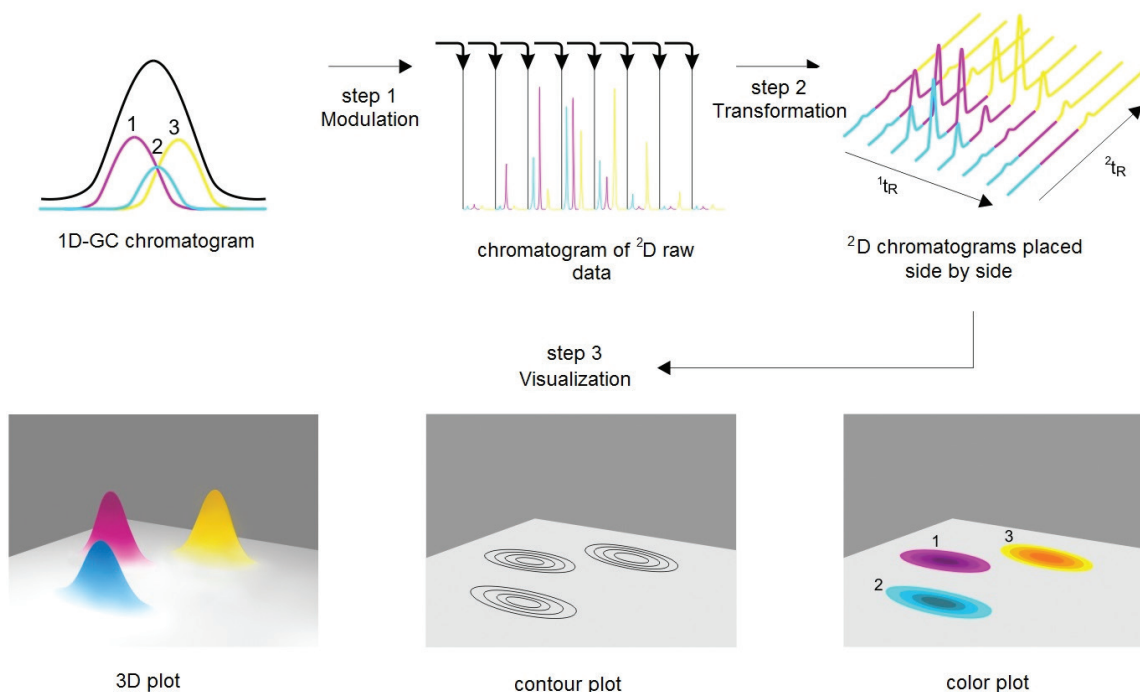 1
2
3
1D-GC chromatogram
step 1
Modulation
chromatogram of ²D raw
data
step 2
Transformation
¹tR
²tR
²D chromatograms placed
side by side
step 3
Visualization
3D plot
contour plot
1
3
2
color plot